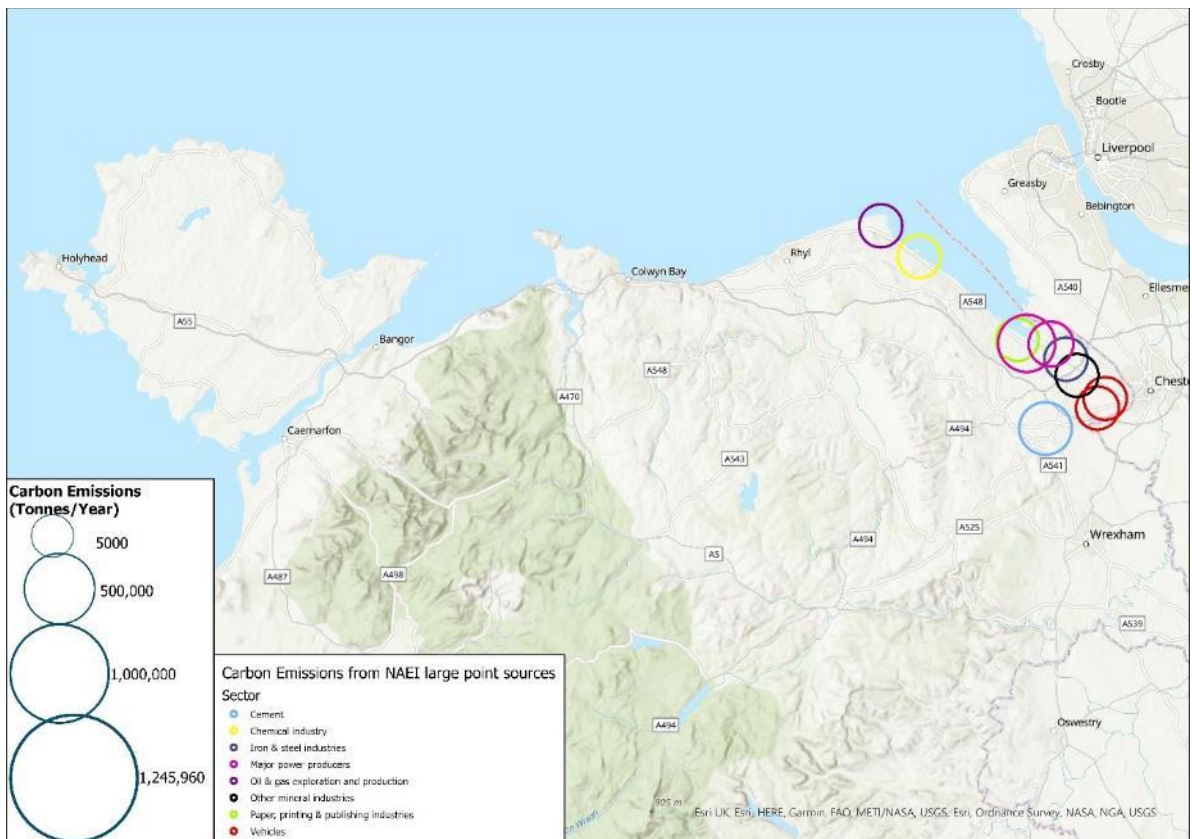 Crosby
Bootle
Liverpool
Greasby
Bebington
Holyhead
Rhyl
Colwyn Bay
A548
A540
Ellesme
A55
Bangor
A548
A470
Cheste
Caernarfon
A494
A543
A541
A525
A494
Wrexham
A5
A487
A498
A539
A494
Oswestry
905 m
Carbon Emissions
(Tonnes/Year)
5000
500,000
1,000,000
1,245,960
Carbon Emissions from NAEI large point sources
Sector
Cement
Chemical industry
Iron & steel industries
Major power producers
Oil & gas exploration and production
Other mineral industries
Paper, printing & publishing industries
Vehicles
Esri UK, Esri, HERE, Garmin, FAO, METI/NASA, USGS, Esri, Ordnance Survey, NASA, NGA, USGS